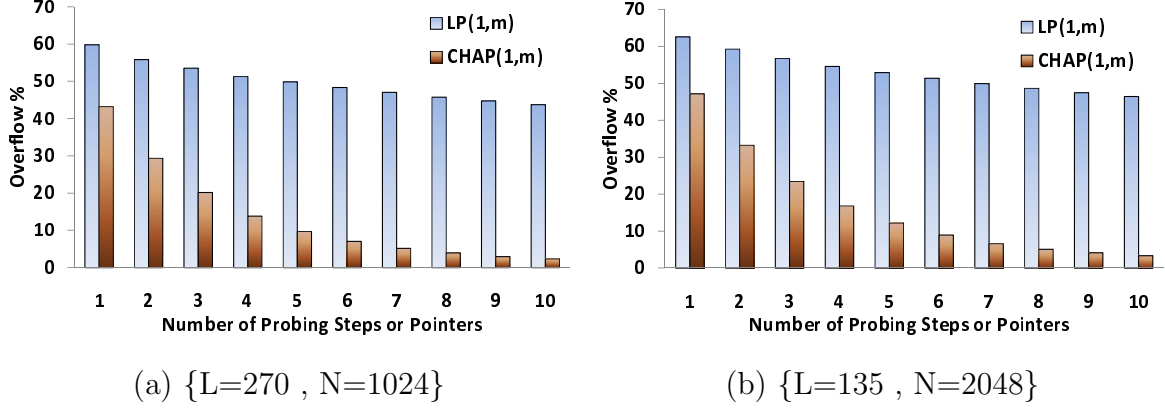 70
60
50
40
30
20
10
0
Overflow %
LP(1,m)
CHAP(1,m)
1 2 3 4 5 6 7 8 9 10
Number of Probing Steps or Pointers
(a) {L=270 , N=1024}
70
60
50
40
30
20
10
0
Overflow %
LP(1,m)
CHAP(1,m)
1 2 3 4 5 6 7 8 9 10
Number of Probing Steps or Pointers
(b) {L=135 , N=2048}